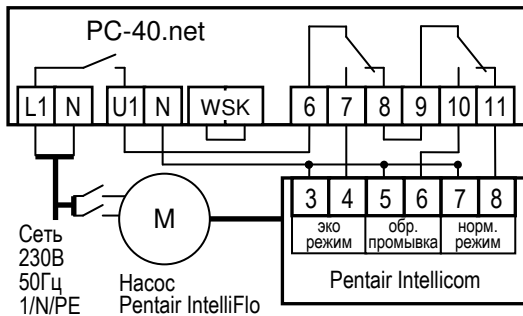 PC-40.net
L1 N U1 N WSK 6 7 8 9 10 11
3 4 5 6 7 8
эко режим
обр. промывка
норм. режим
M
Pentair Intellicom
Сеть
230В
50Гц
1/N/PE
Насос
Pentair IntelliFlo